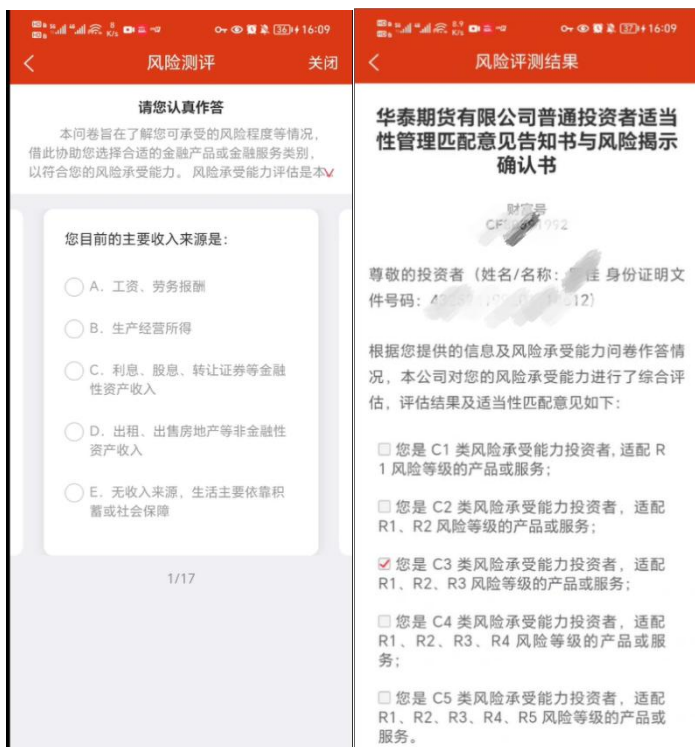 16:09
风险测评
关闭
请您认真作答
本问卷旨在了解您可承受的风险程度等情况,
借此协助您选择合适的金融产品或金融服务类别,
以符合您的风险承受能力。 风险承受能力评估是本
您目前的主要收入来源是:
A. 工资、劳务报酬
B. 生产经营所得
C. 利息、股息、转让证券等金融
性资产收入
D. 出租、出售房地产等非金融性
资产收入
E. 无收入来源, 生活主要依靠积
蓄或社会保障
1/17
16:09
风险评测结果
华泰期货有限公司普通投资者适当
性管理匹配意见告知书与风险揭示
确认书
财富号
尊敬的投资者（姓名/名称: 佳 身份证明文
件号码:
根据您提供的信息及风险承受能力问卷作答情
况, 本公司对您的风险承受能力进行了综合评
估, 评估结果及适当性匹配意见如下:
您是 C1 类风险承受能力投资者, 适配 R
1 风险等级的产品或服务;
您是 C2 类风险承受能力投资者, 适配
R1、R2 风险等级的产品或服务;
您是 C3 类风险承受能力投资者, 适配
R1、R2、R3 风险等级的产品或服务;
您是 C4 类风险承受能力投资者, 适配
R1、R2、R3、R4 风险等级的产品或服
务;
您是 C5 类风险承受能力投资者, 适配
R1、R2、R3、R4、R5 风险等级的产品或
服务。